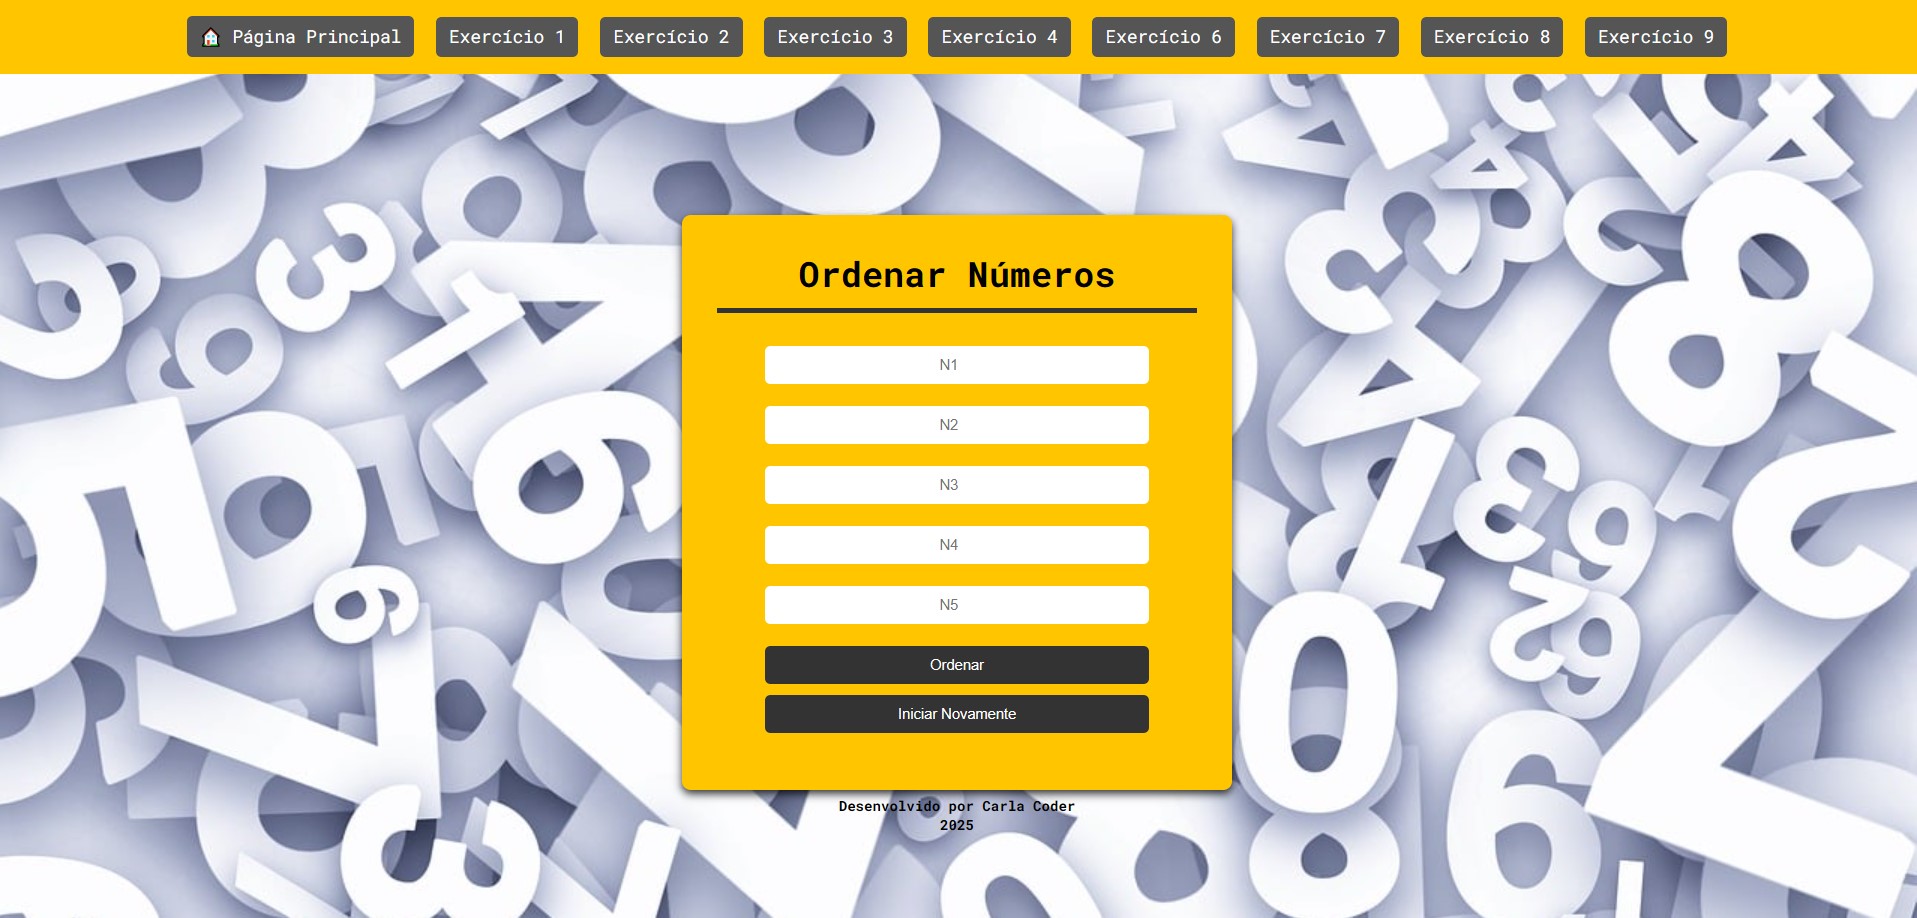 🏠 Página Principal Exercício 1 Exercício 2 Exercício 3 Exercício 4 Exercício 6 Exercício 7 Exercício 8 Exercício 9
Ordenar Números
N1
N2
N3
N4
N5
Ordenar
Iniciar Novamente
Desenvolvido por Carla Coder
2025